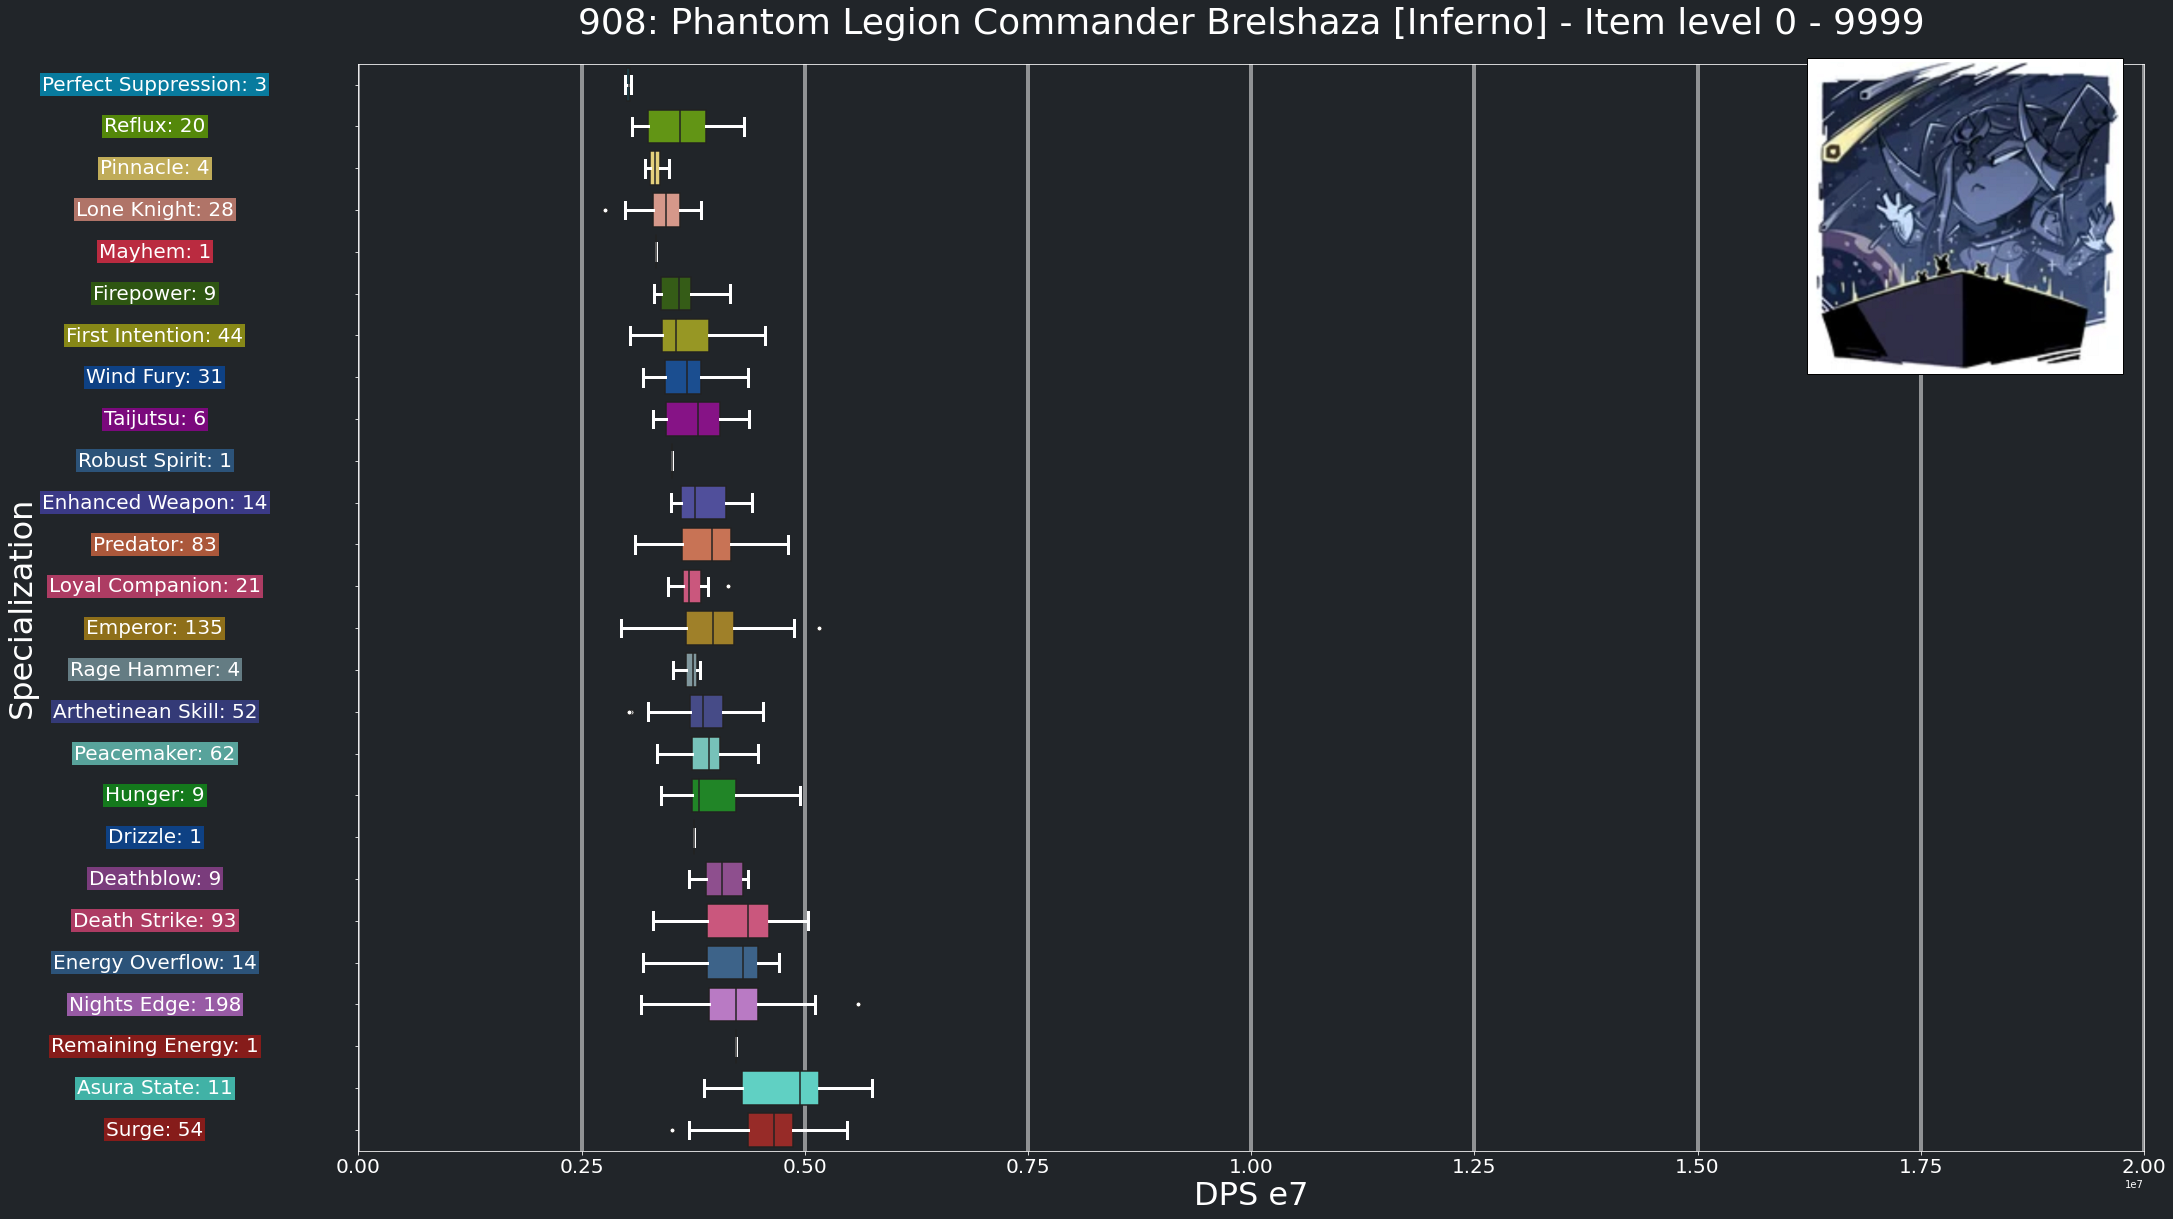 908: Phantom Legion Commander Brelshaza [Inferno] - Item level 0 - 9999
Specialization
Perfect Suppression: 3
Reflux: 20
Pinnacle: 4
Lone Knight: 28
Mayhem: 1
Firepower: 9
First Intention: 44
Wind Fury: 31
Taijutsu: 6
Robust Spirit: 1
Enhanced Weapon: 14
Predator: 83
Loyal Companion: 21
Emperor: 135
Rage Hammer: 4
Arthetinean Skill: 52
Peacemaker: 62
Hunger: 9
Drizzle: 1
Deathblow: 9
Death Strike: 93
Energy Overflow: 14
Nights Edge: 198
Remaining Energy: 1
Asura State: 11
Surge: 54
0.00 0.25 0.50 0.75 1.00 1.25 1.50 1.75 2.00
1e7
DPS e7